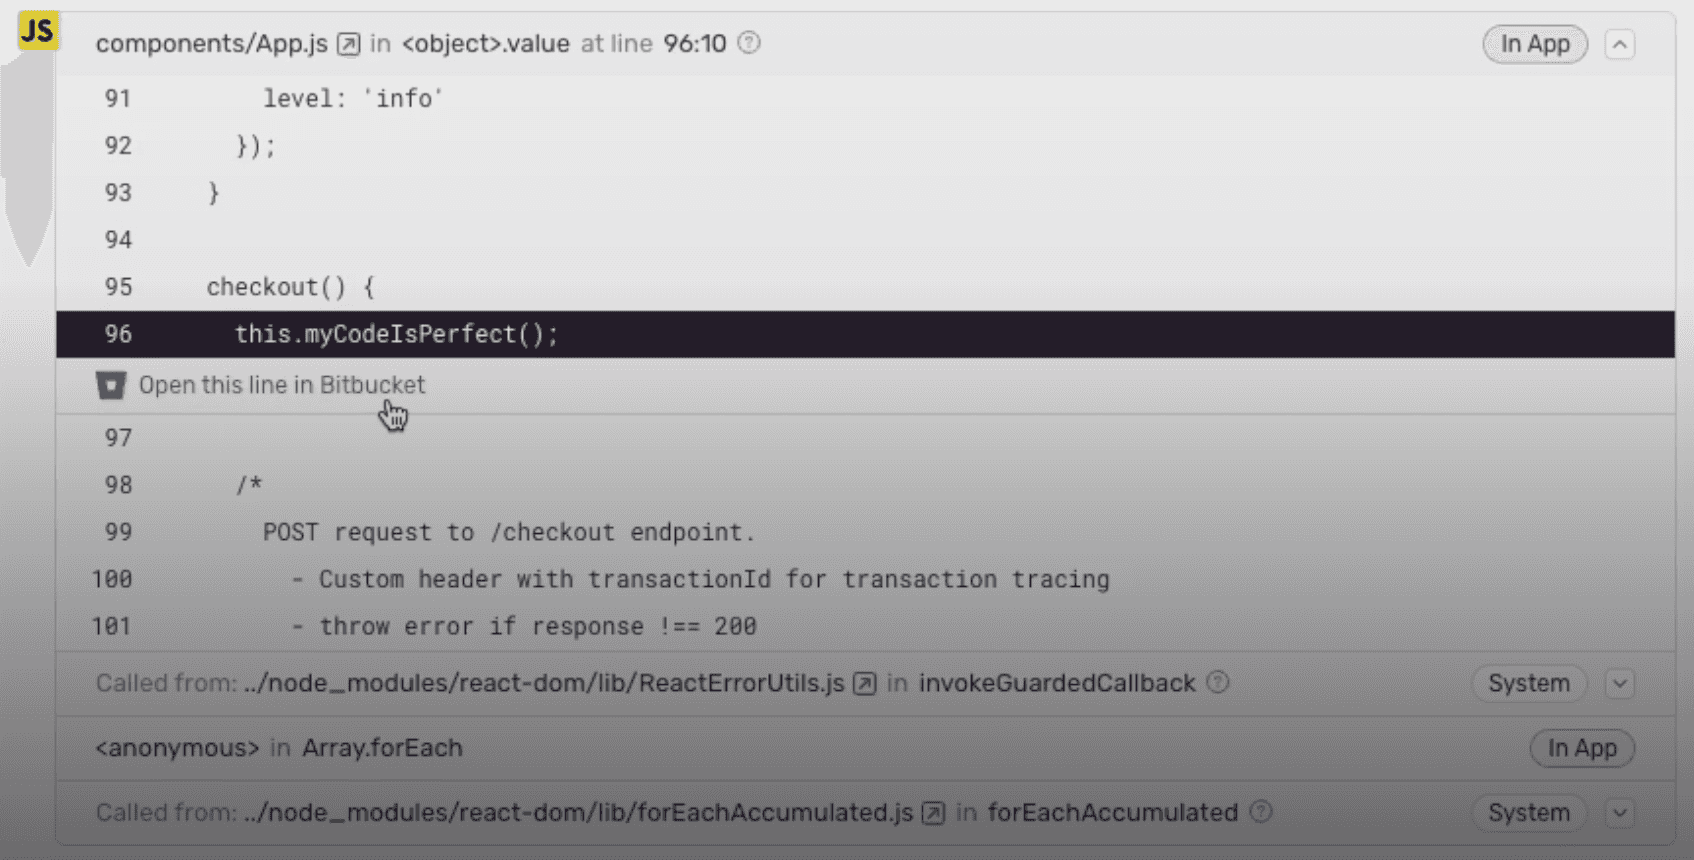 JS
components/App.js in <object>.value at line 96:10 ? In App
91 level: 'info'
92 });
93 }
94
95 checkout() {
96 this.myCodeIsPerfect();
Open this line in Bitbucket
97
98 /*
99 POST request to /checkout endpoint.
100 - Custom header with transactionId for transaction tracing
101 - throw error if response !== 200
Called from: ../node_modules/react-dom/lib/ReactErrorUtils.js in invokeGuardedCallback ? System
<anonymous> in Array.forEach In App
Called from: ../node_modules/react-dom/lib/forEachAccumulated.js in forEachAccumulated ? System